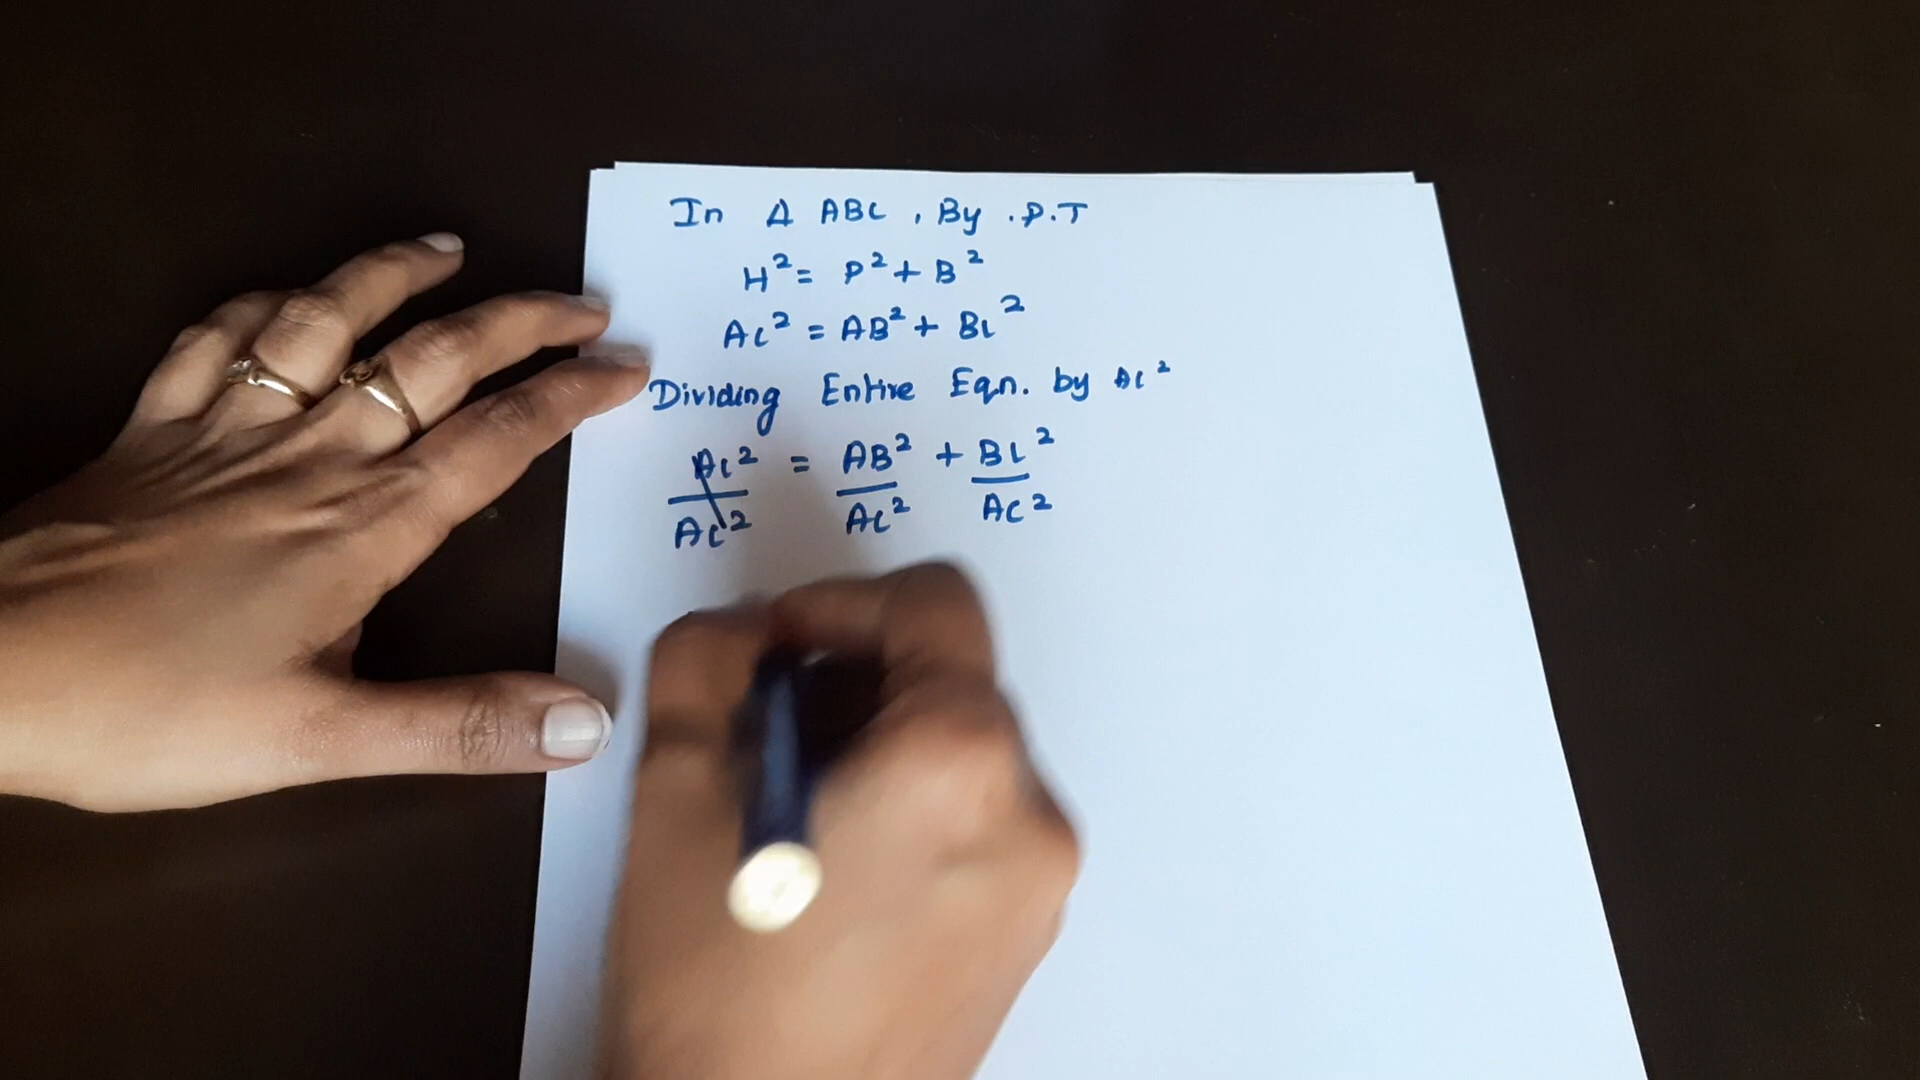 In Δ ABC , By . P.T
H² = P² + B²
AC² = AB² + BC²
Dividing Entire Eqn. by AC²
AC² = AB² + BC²
AC² AC² AC²